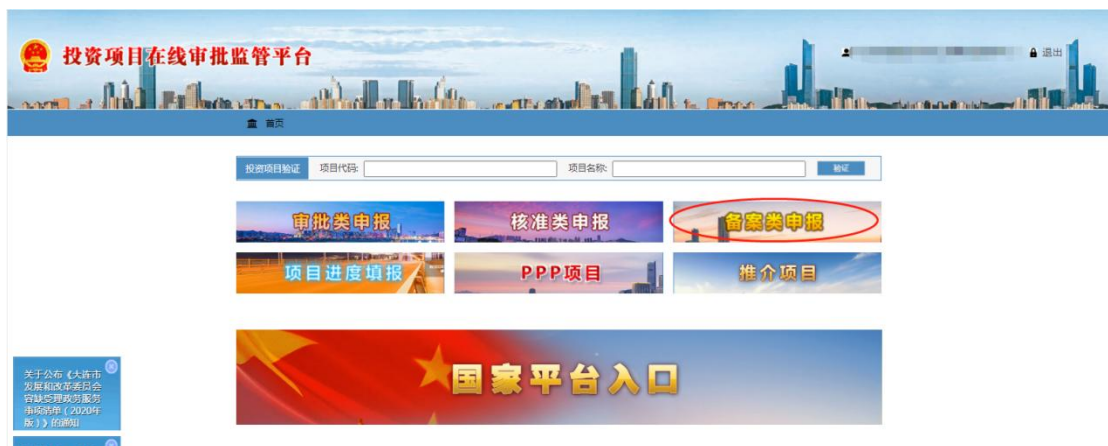 投资项目在线审批监管平台
退出
首页
投资项目验证 项目代码: 项目名称: 验证
审批类申报 核准类申报 备案类申报
项目进度填报 PPP项目 推介项目
国家平台入口
关于公布《大连市
发展和改革委员会
容缺受理政务服务
事项清单（2020年
版）》的通知